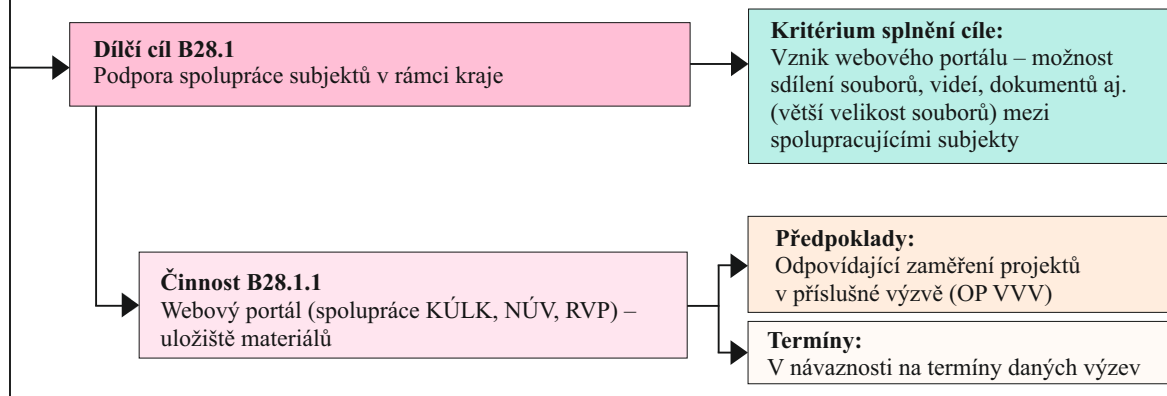 Dílčí cíl B28.1
Podpora spolupráce subjektů v rámci kraje
Kritérium splnění cíle:
Vznik webového portálu – možnost
sdílení souborů, videí, dokumentů aj.
(větší velikost souborů) mezi
spolupracujícími subjekty
Činnost B28.1.1
Webový portál (spolupráce KÚLK, NÚV, RVP) –
uložiště materiálů
Předpoklady:
Odpovídající zaměření projektů
v příslušné výzvě (OP VVV)
Termíny:
V návaznosti na termíny daných výzev